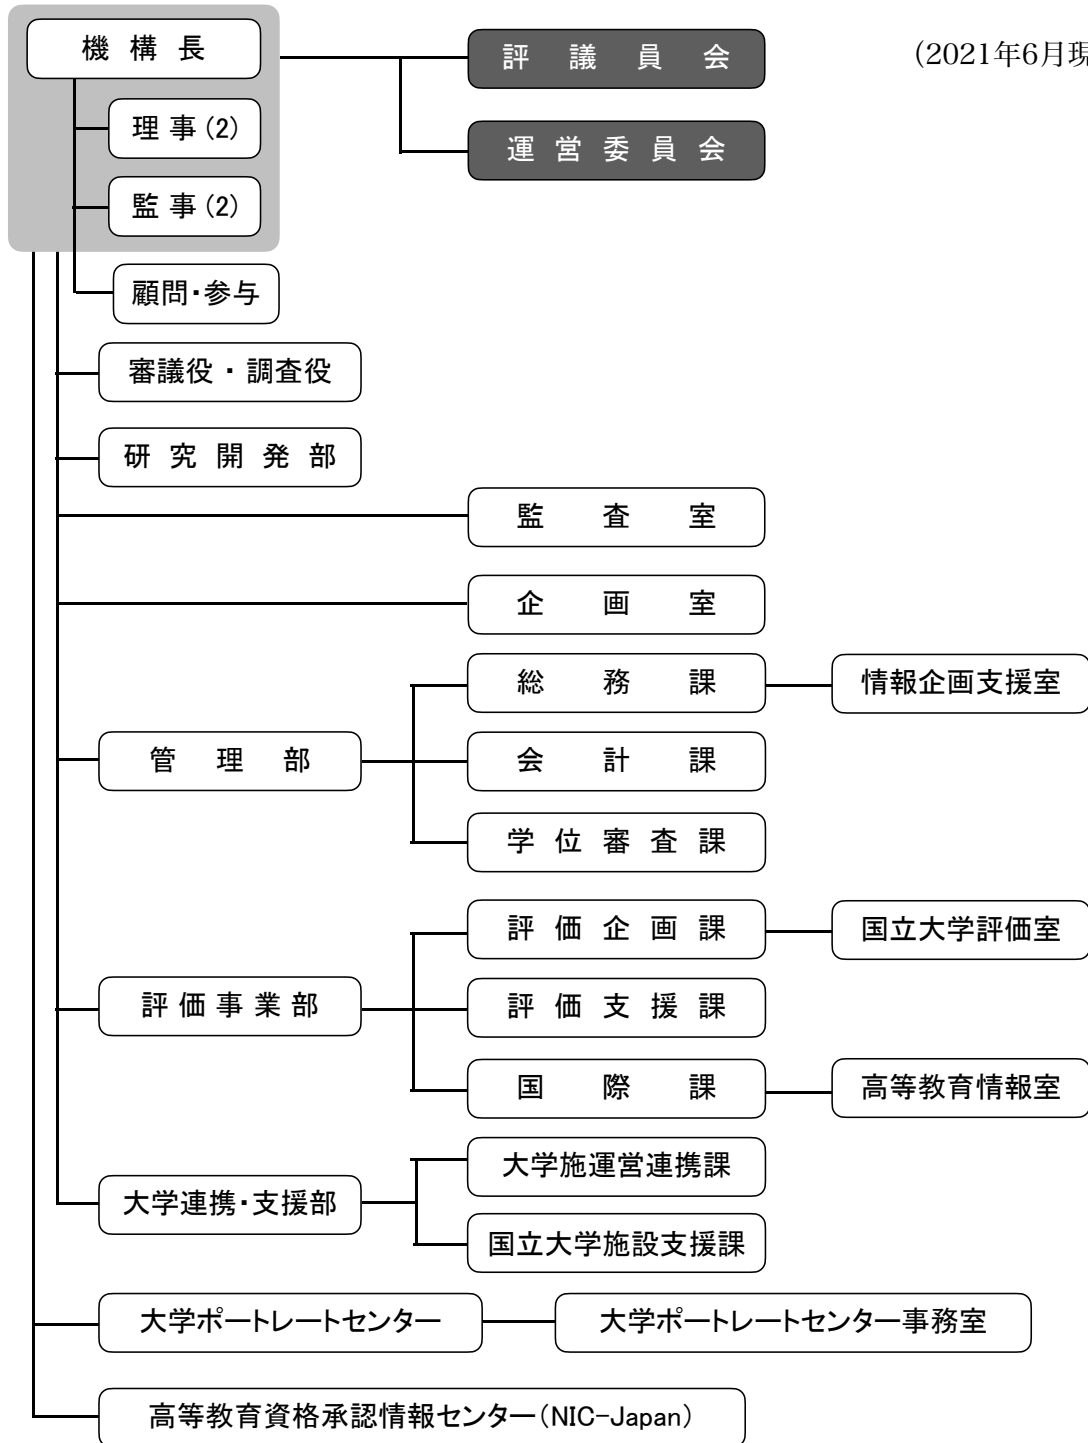 機構長
評議員会
(2021年6月現
理事(2)
運営委員会
監事(2)
顧問・参与
審議役・調査役
研究開発部
監査室
企画室
総務課
情報企画支援室
管理部
会計課
学位審査課
評価企画課
国立大学評価室
評価事業部
評価支援課
国際課
高等教育情報室
大学施運営連携課
大学連携・支援部
国立大学施設支援課
大学ポートレートセンター
大学ポートレートセンター事務室
高等教育資格承認情報センター(NIC-Japan)